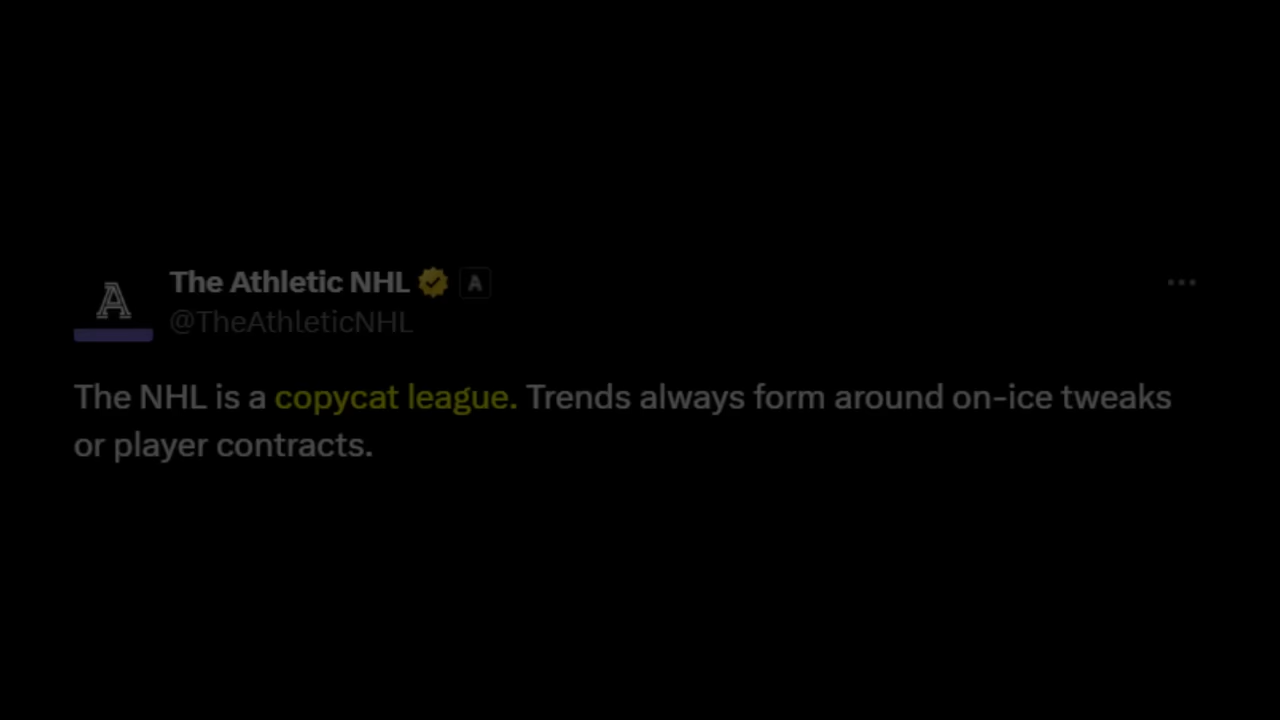 The Athletic NHL A
@TheAthleticNHL
The NHL is a copycat league. Trends always form around on-ice tweaks
or player contracts.